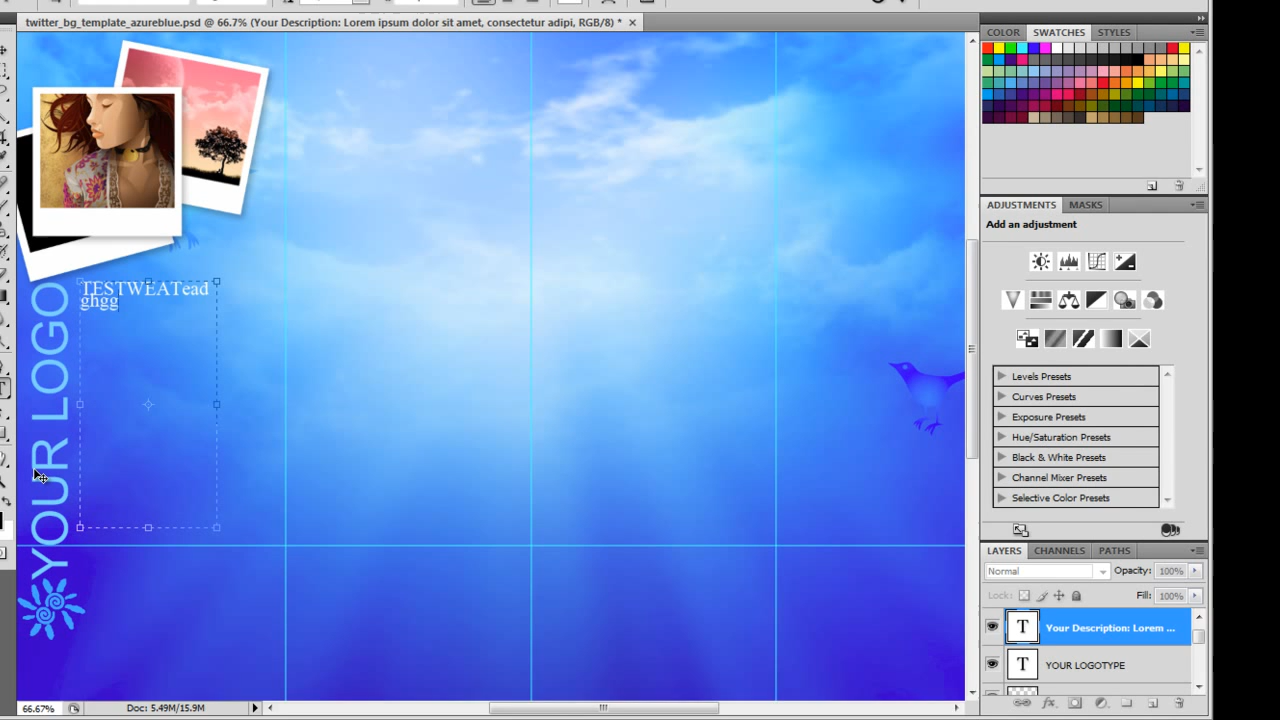 twitter_bg_template_azureblue.psd @ 66.7% (Your Description: Lorem ipsum dolor sit amet, consectetur adipi, RGB/8) *
COLOR SWATCHES STYLES
TESTWEATead
ghgg
YOUR LOGO
ADJUSTMENTS MASKS
Add an adjustment
Levels Presets
Curves Presets
Exposure Presets
Hue/Saturation Presets
Black & White Presets
Channel Mixer Presets
Selective Color Presets
LAYERS CHANNELS PATHS
Normal Opacity: 100%
Lock: Fill: 100%
T Your Description: Lorem ...
T YOUR LOGOTYPE
66.67% Doc: 5.49M/15.9M